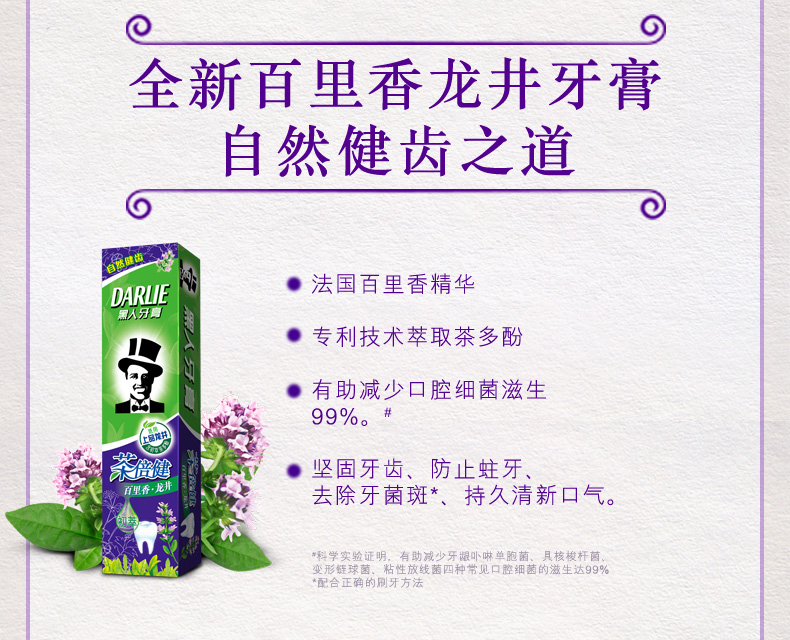 全新百里香龙井牙膏
自然健齿之道
自然健齿
DARLIE
黑人牙膏
黑人牙膏
上品龙井
茶倍健
百里香·龙井
法国百里香精华
专利技术萃取茶多酚
有助减少口腔细菌滋生
99%。#
坚固牙齿、防止蛀牙、
去除牙菌斑*、持久清新口气。
#科学实验证明，有助减少牙龈卟啉单胞菌、具核梭杆菌、
变形链球菌、粘性放线菌四种常见口腔细菌的滋生达99%
*配合正确的刷牙方法